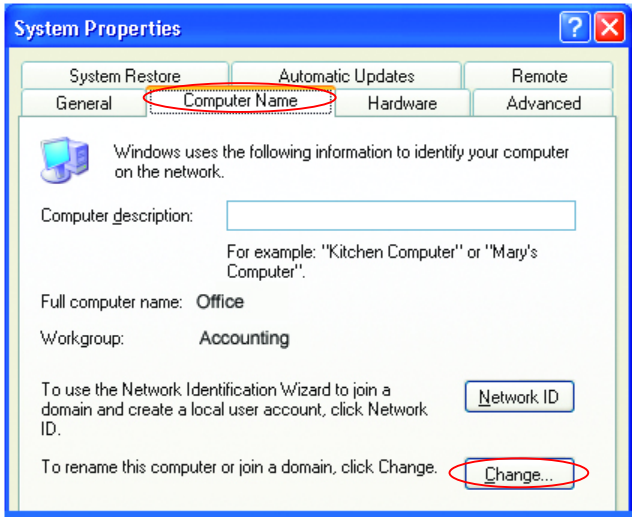 System Properties
System Restore
Automatic Updates
Remote
General
Computer Name
Hardware
Advanced
Windows uses the following information to identify your computer
on the network.
Computer description:
For example: "Kitchen Computer" or "Mary's
Computer".
Full computer name: Office
Workgroup: Accounting
To use the Network Identification Wizard to join a
domain and create a local user account, click Network
ID.
Network ID
To rename this computer or join a domain, click Change.
Change...